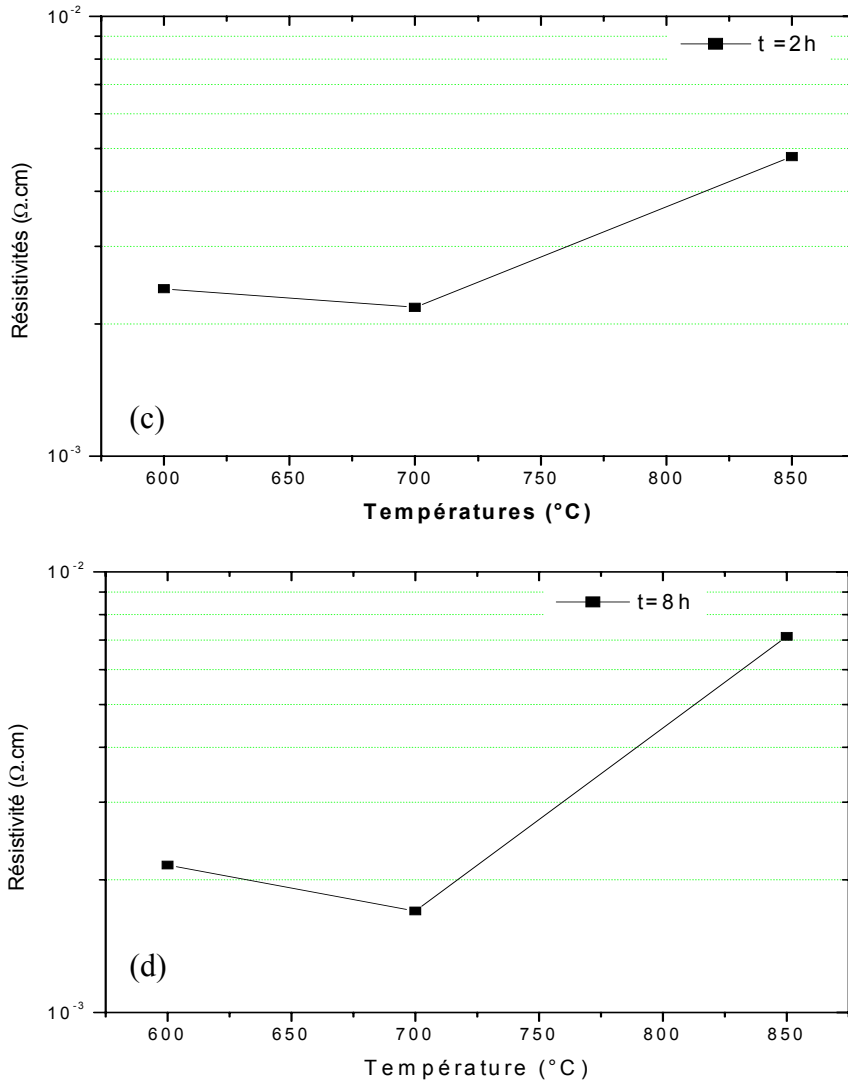 10^-2
t =2h
Résistivités (Ω.cm)
(c)
10^-3
600 650 700 750 800 850
Températures (°C)
10^-2
t=8h
Résistivité (Ω.cm)
(d)
10^-3
600 650 700 750 800 850
Température (°C)